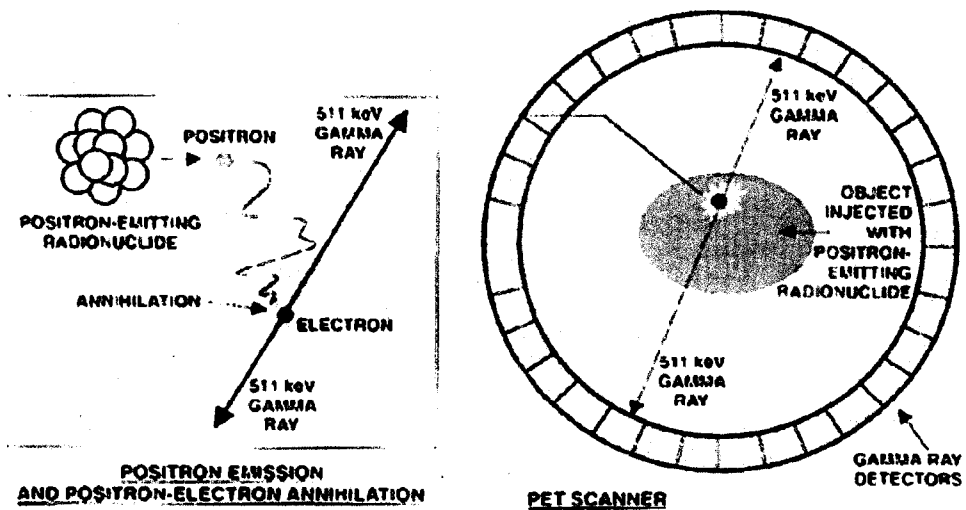 511 keV
GAMMA
RAY
POSITRON
POSITRON-EMITTING
RADIONUCLIDE
ANNIHILATION
ELECTRON
511 keV
GAMMA
RAY
POSITRON EMISSION
AND POSITRON-ELECTRON ANNIHILATION
511 keV
GAMMA
RAY
OBJECT
INJECTED
WITH
POSITRON-
EMITTING
RADIONUCLIDE
511 keV
GAMMA
RAY
GAMMA RAY
DETECTORS
PET SCANNER